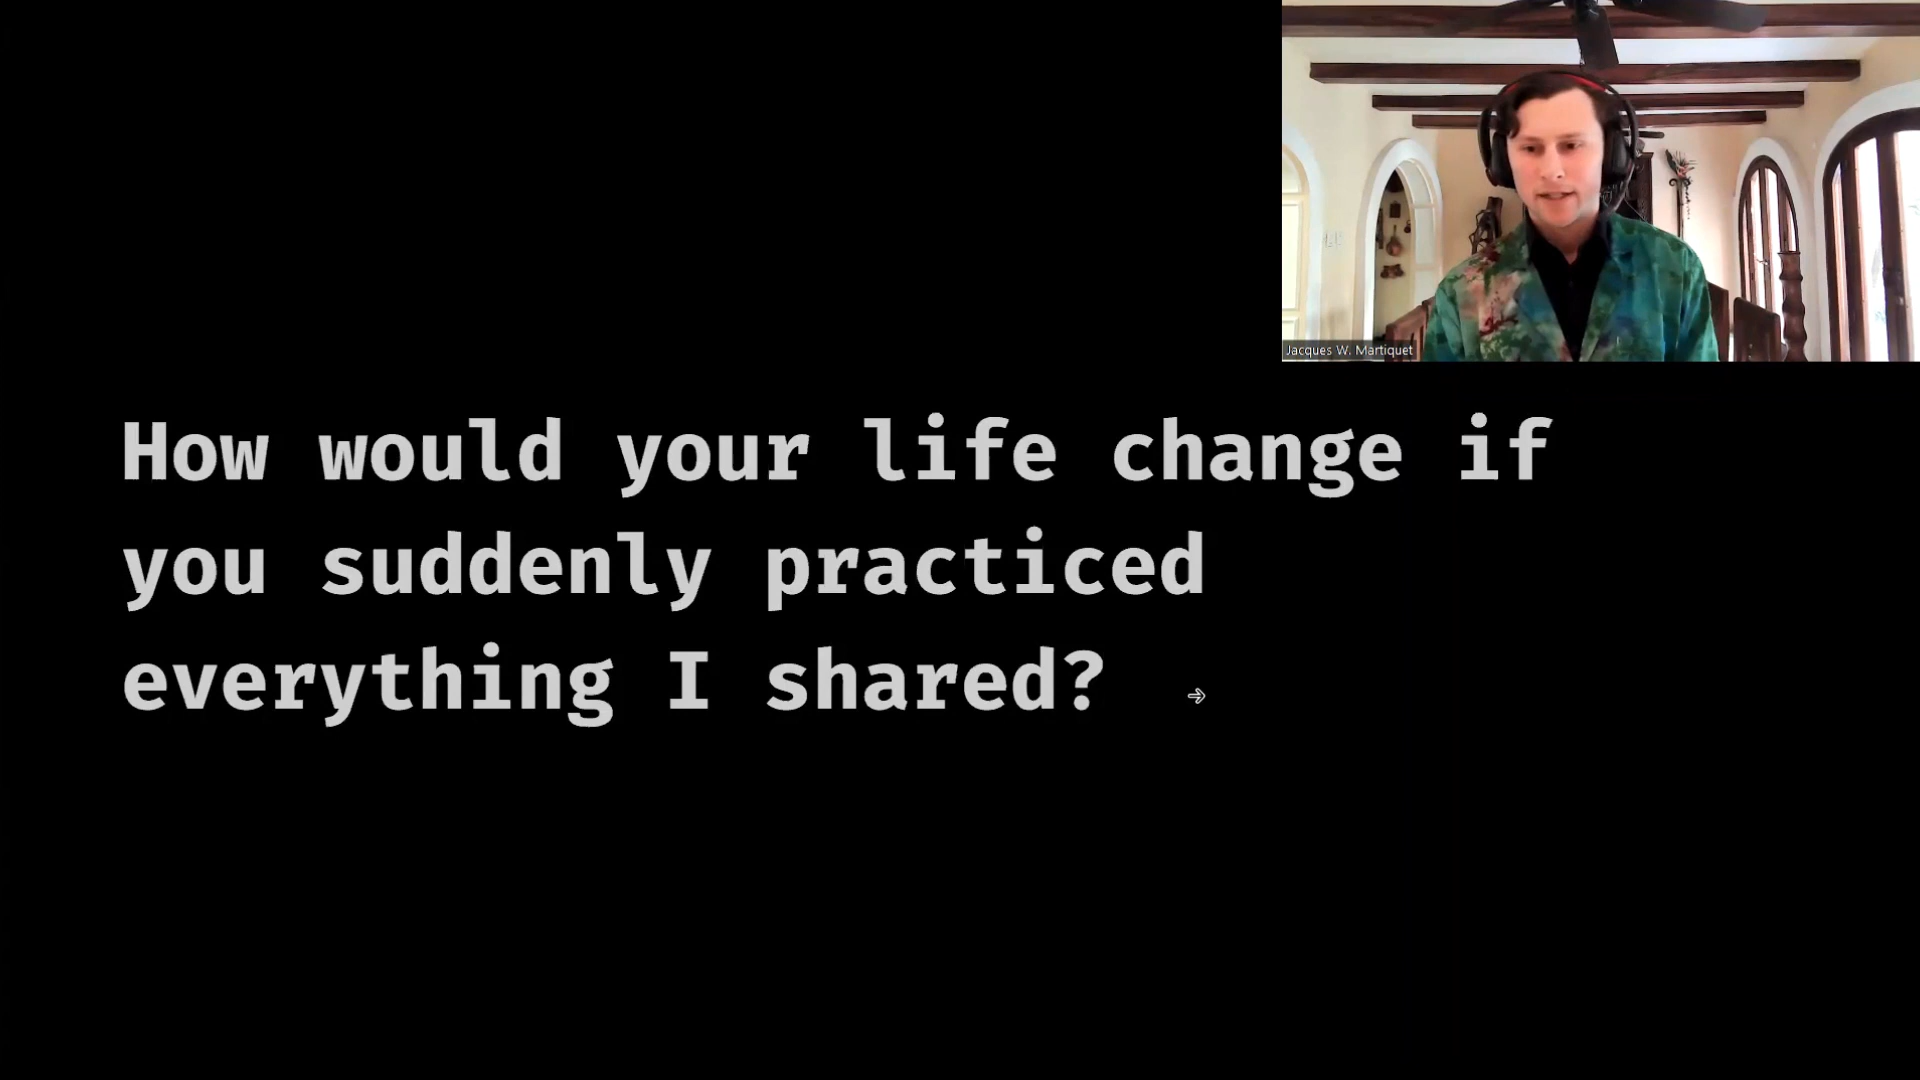 Jacques W. Martiquet
How would your life change if
you suddenly practiced
everything I shared?